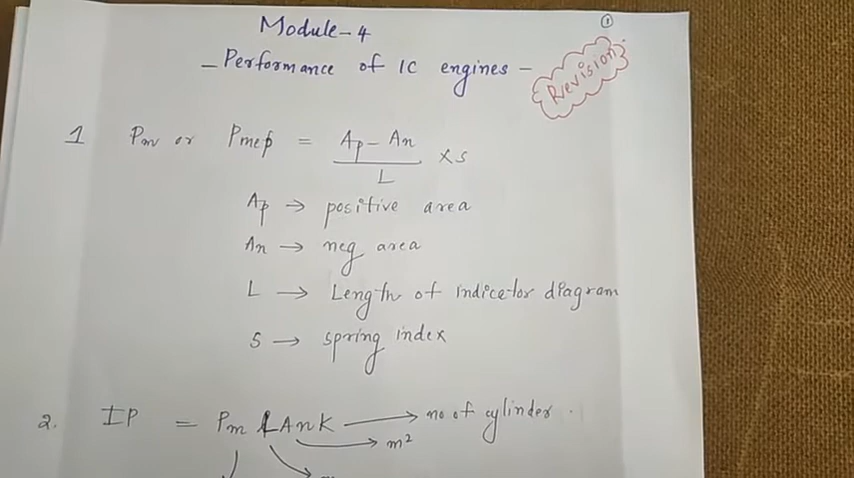 ①
Module-4
- Performance of IC engines -
Revision
1 Pm or Pmep = Ap - An / L × S
Ap → positive area
An → neg area
L → Length of indicator diagram
S → spring index
2. IP = Pm LAnK → no of cylinder
→ m²